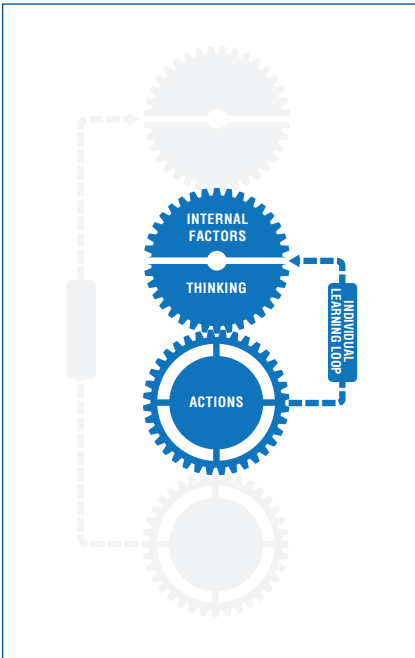 INTERNAL
FACTORS
THINKING
INDIVIDUAL
LEARNING LOOP
ACTIONS